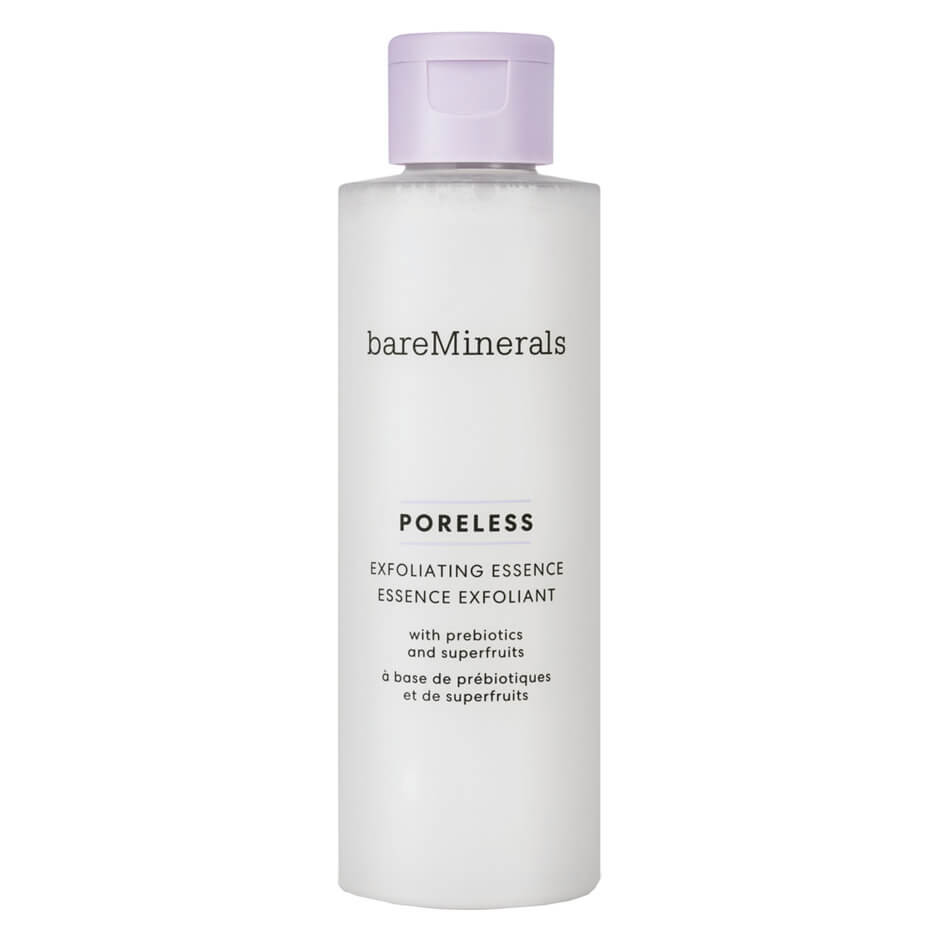 bareMinerals
PORELESS
EXFOLIATING ESSENCE
ESSENCE EXFOLIANT
with prebiotics
and superfruits
à base de prébiotiques
et de superfruits